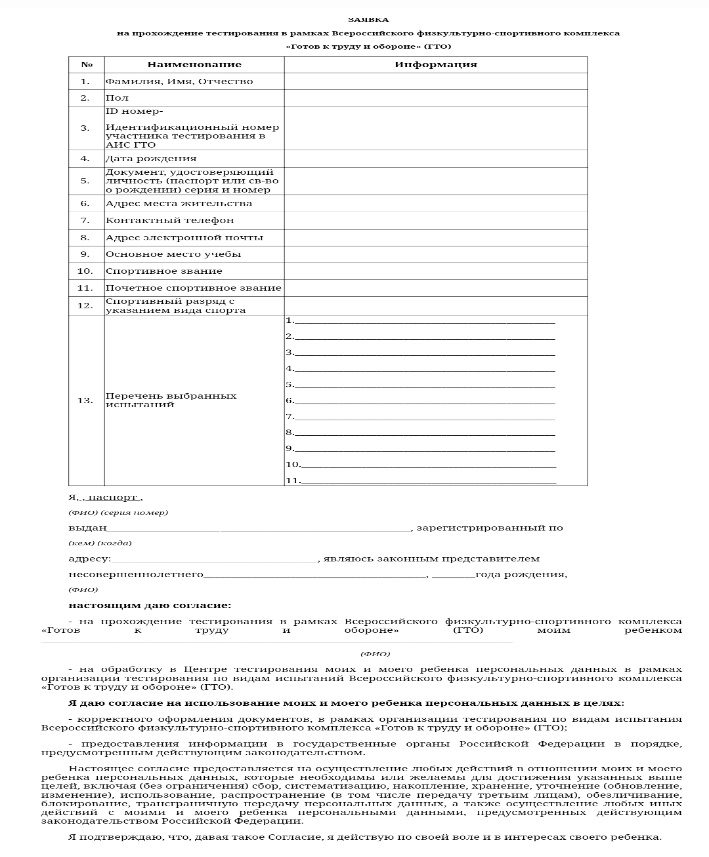 ЗАЯВКА
на прохождение тестирования в рамках Всероссийского физкультурно-спортивного комплекса
«Готов к труду и обороне» (ГТО)
№ Наименование Информация
1. Фамилия, Имя, Отчество
2. Пол
ID номер-
3. Идентификационный номер
участника тестирования в
АИС ГТО
4. Дата рождения
Документ, удостоверяющий
5. личность (паспорт или св-во
о рождении) серия и номер
6. Адрес места жительства
7. Контактный телефон
8. Адрес электронной почты
9. Основное место учебы
10. Спортивное звание
11. Почетное спортивное звание
12. Спортивный разряд с
указанием вида спорта
13. Перечень выбранных
испытаний
1.
2.
3.
4.
5.
6.
7.
8.
9.
10.
11.
Я, , паспорт ,
(ФИО) (серия номер)
выдан____, зарегистрированный по
(кем) (когда)
адресу:____, являюсь законным представителем
несовершеннолетнего____, ____года рождения,
(ФИО)
настоящим даю согласие:
- на прохождение тестирования в рамках Всероссийского физкультурно-спортивного комплекса
«Готов к труду и обороне» (ГТО) моим ребенком
(ФИО)
- на обработку в Центре тестирования моих и моего ребенка персональных данных в рамках
организации тестирования по видам испытаний Всероссийского физкультурно-спортивного комплекса
«Готов к труду и обороне» (ГТО).
Я даю согласие на использование моих и моего ребенка персональных данных в целях:
- корректного оформления документов, в рамках организации тестирования по видам испытания
Всероссийского физкультурно-спортивного комплекса «Готов к труду и обороне» (ГТО);
- предоставления информации в государственные органы Российской Федерации в порядке,
предусмотренным действующим законодательством.
Настоящее согласие предоставляется на осуществление любых действий в отношении моих и моего
ребенка персональных данных, которые необходимы или желаемы для достижения указанных выше
целей, включая (без ограничения) сбор, систематизацию, накопление, хранение, уточнение (обновление,
изменение), использование, распространение (в том числе передачу третьим лицам), обезличивание,
блокирование, трансграничную передачу персональных данных, а также осуществление любых иных
действий с моими и моего ребенка персональными данными, предусмотренных действующим
законодательством Российской Федерации.
Я подтверждаю, что, давая такое Согласие, я действую по своей воле и в интересах своего ребенка.